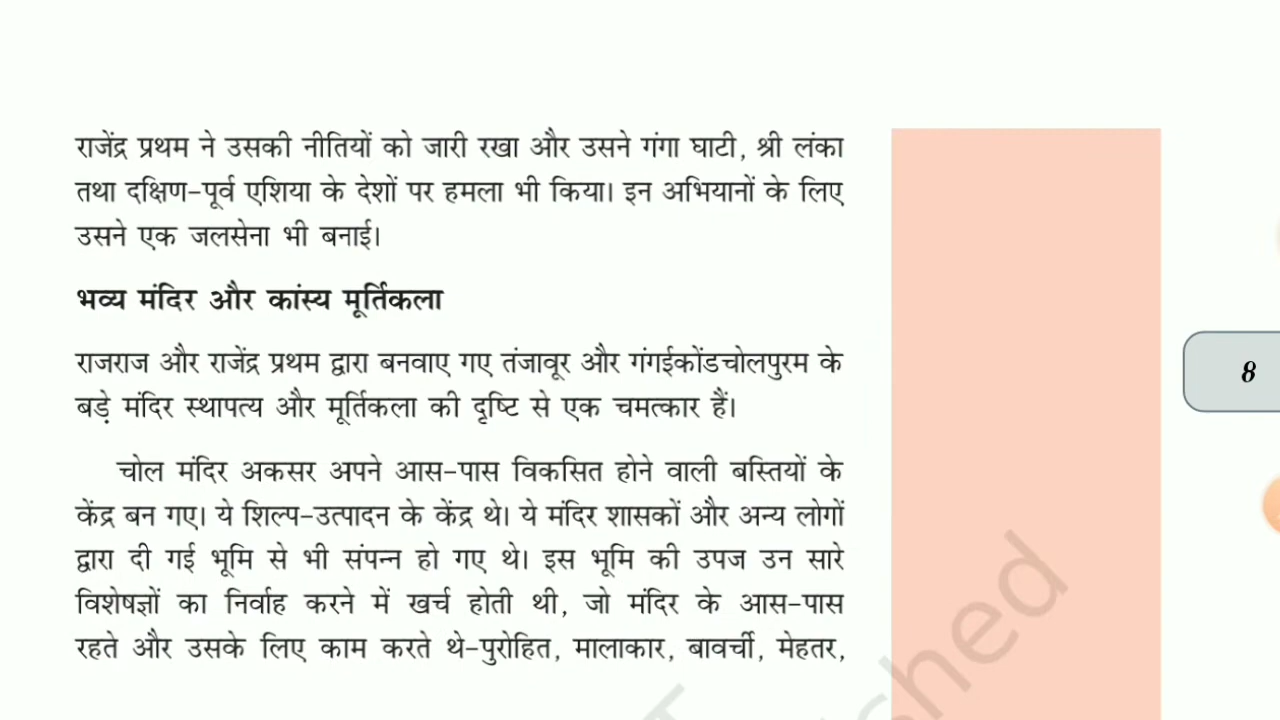 राजेंद्र प्रथम ने उसकी नीतियों को जारी रखा और उसने गंगा घाटी, श्री लंका
तथा दक्षिण-पूर्व एशिया के देशों पर हमला भी किया। इन अभियानों के लिए
उसने एक जलसेना भी बनाई।
भव्य मंदिर और कांस्य मूर्तिकला
राजराज और राजेंद्र प्रथम द्वारा बनवाए गए तंजावूर और गंगईकोंडचोलपुरम के
बड़े मंदिर स्थापत्य और मूर्तिकला की दृष्टि से एक चमत्कार हैं।
चोल मंदिर अकसर अपने आस-पास विकसित होने वाली बस्तियों के
केंद्र बन गए। ये शिल्प-उत्पादन के केंद्र थे। ये मंदिर शासकों और अन्य लोगों
द्वारा दी गई भूमि से भी संपन्न हो गए थे। इस भूमि की उपज उन सारे
विशेषज्ञों का निर्वाह करने में खर्च होती थी, जो मंदिर के आस-पास
रहते और उसके लिए काम करते थे-पुरोहित, मालाकार, बावर्ची, मेहतर,
8